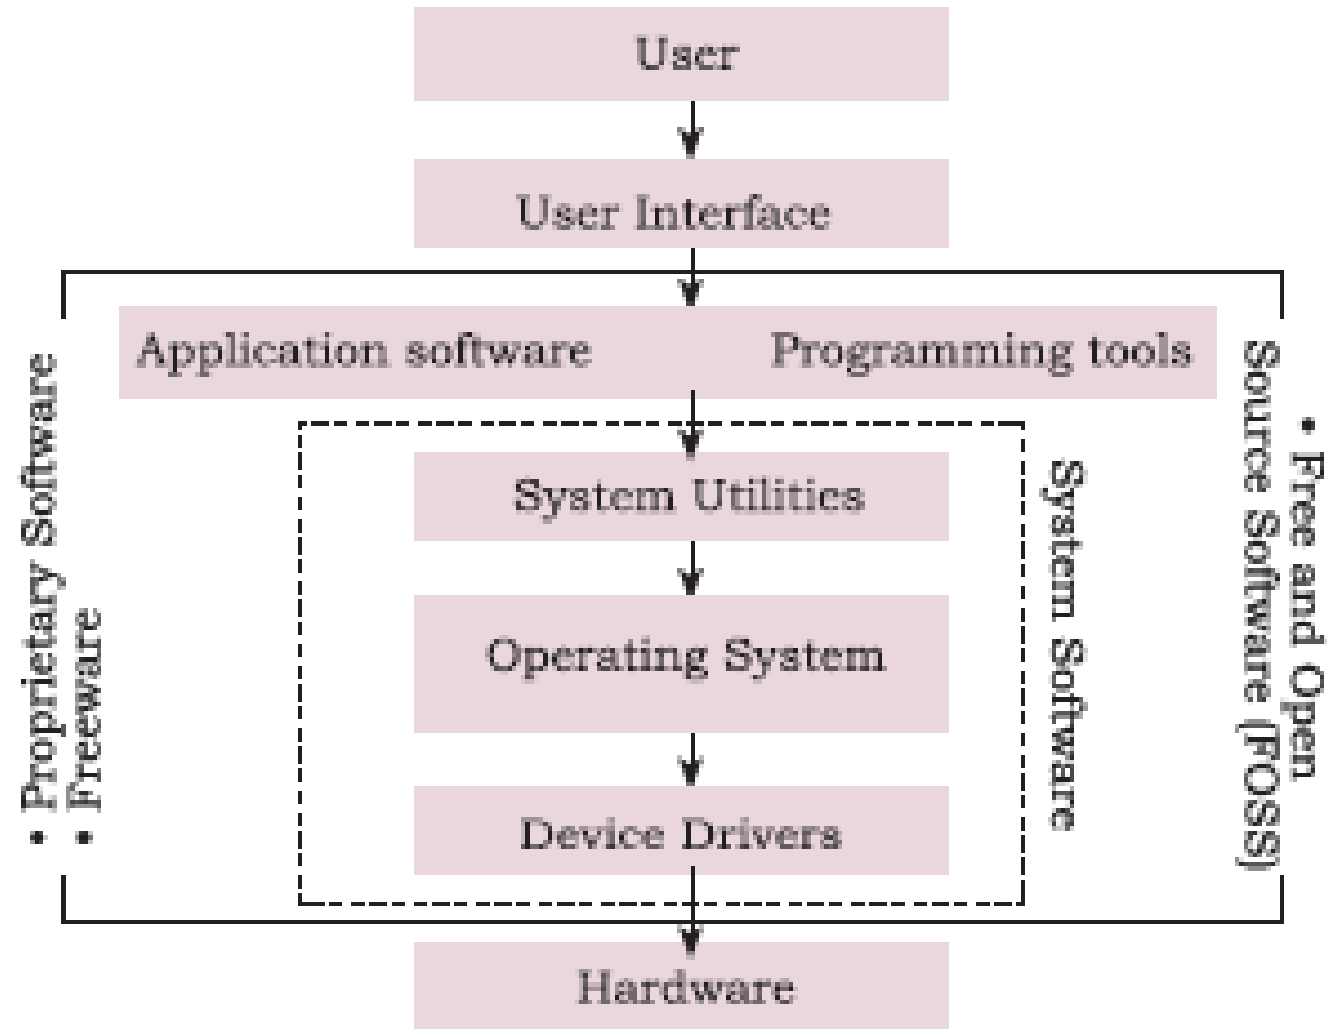 User
User Interface
Application software
Programming tools
System Utilities
Operating System
Device Drivers
Hardware
• Proprietary Software
• Freeware
System Software
• Free and Open
Source Software (FOSS)